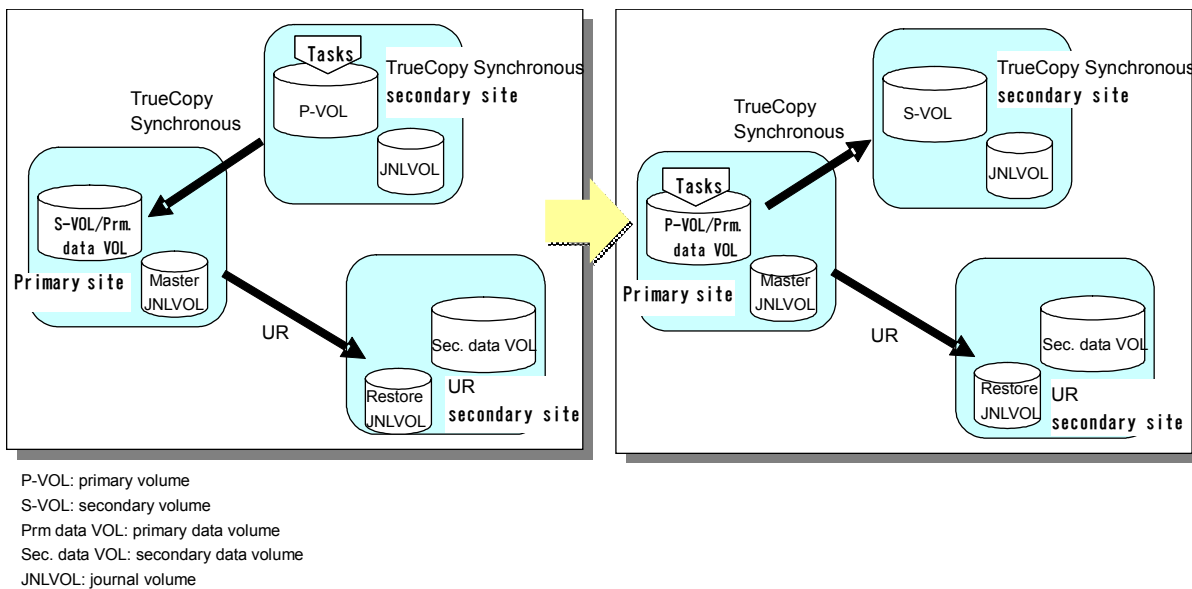 Tasks
TrueCopy Synchronous
secondary site
TrueCopy
Synchronous
P-VOL
JNLVOL
S-VOL/Prm.
data VOL
Primary site
Master
JNLVOL
UR
Sec. data VOL
Restore
JNLVOL
UR
secondary site
TrueCopy Synchronous
secondary site
TrueCopy
Synchronous
S-VOL
JNLVOL
Tasks
P-VOL/Prm.
data VOL
Primary site
Master
JNLVOL
UR
Sec. data VOL
Restore
JNLVOL
UR
secondary site
P-VOL: primary volume
S-VOL: secondary volume
Prm data VOL: primary data volume
Sec. data VOL: secondary data volume
JNLVOL: journal volume